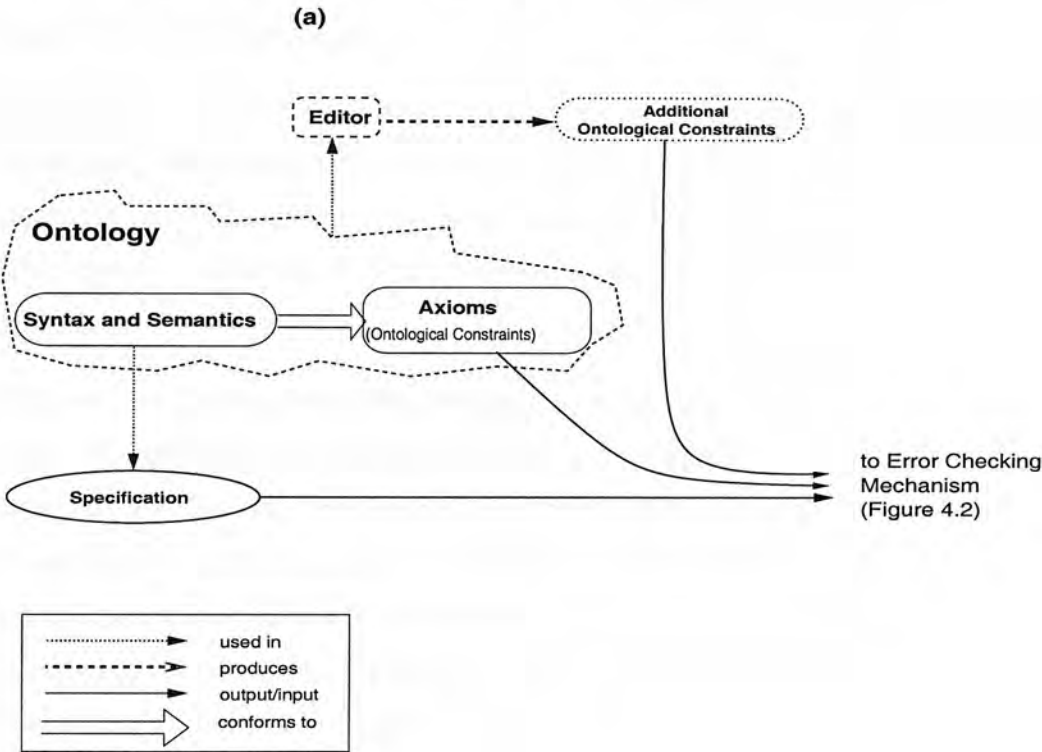 (a)
Editor
Additional
Ontological Constraints
Ontology
Syntax and Semantics
Axioms
(Ontological Constraints)
to Error Checking
Mechanism
(Figure 4.2)
Specification
used in
produces
output/input
conforms to